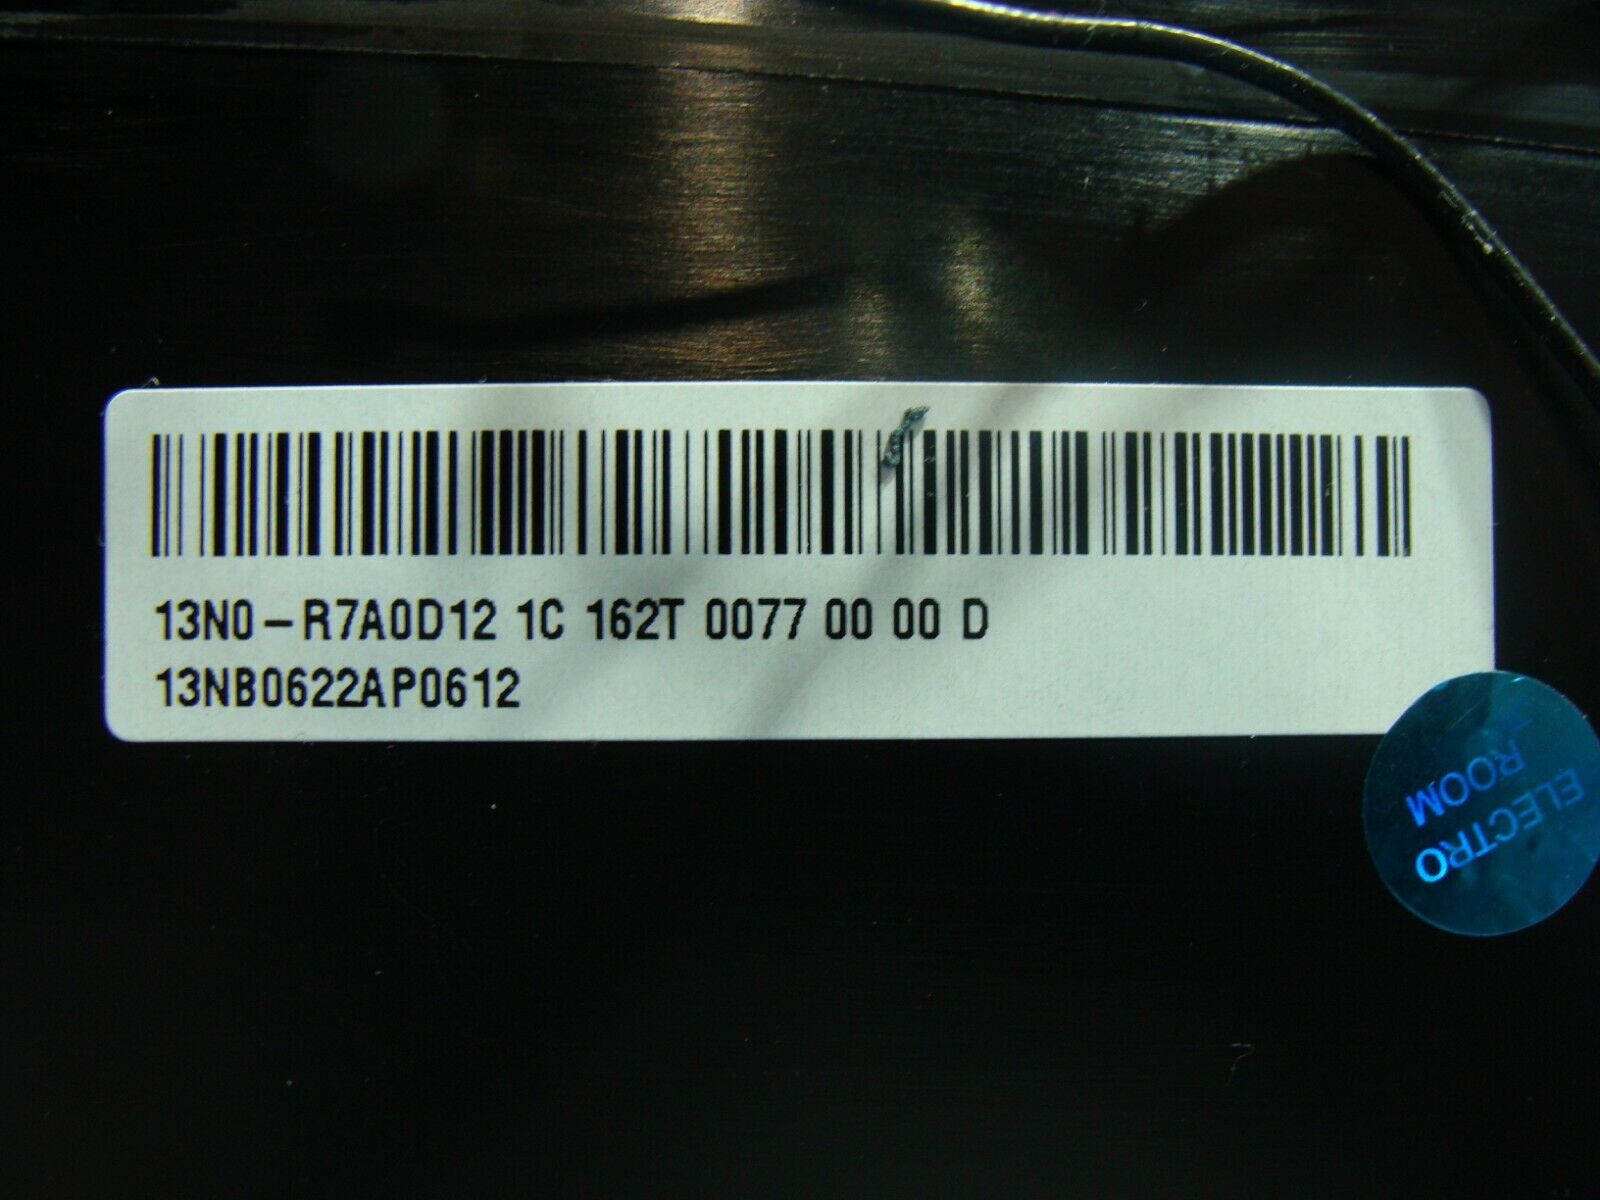 13N0-R7A0D12 1C 162T 0077 00 00 D
13NB0622AP0612
ELECTRO
ROOM